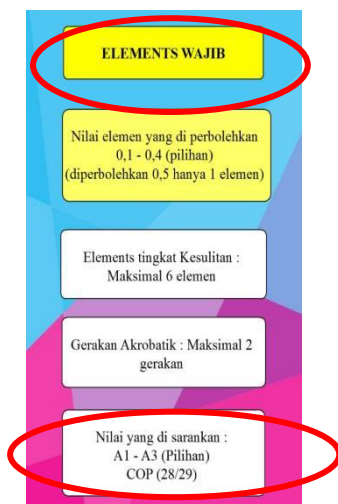 ELEMENTS WAJIB
Nilai elemen yang di perbolehkan
0,1 - 0,4 (pilihan)
(diperbolehkan 0,5 hanya 1 elemen)
Elements tingkat Kesulitan :
Maksimal 6 elemen
Gerakan Akrobatik : Maksimal 2
gerakan
Nilai yang di sarankan :
A1 - A3 (Pilihan)
COP (28/29)